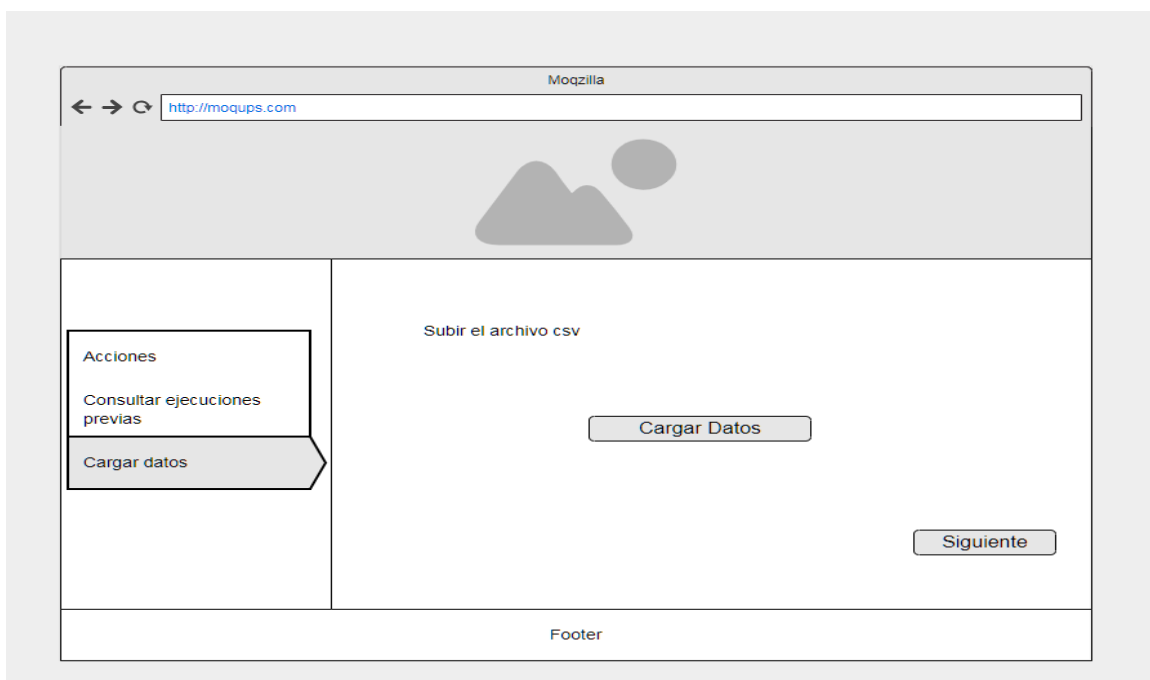 Moqzilla
http://moqups.com
Subir el archivo csv
Acciones
Consultar ejecuciones
previas
Cargar Datos
Cargar datos
Siguiente
Footer